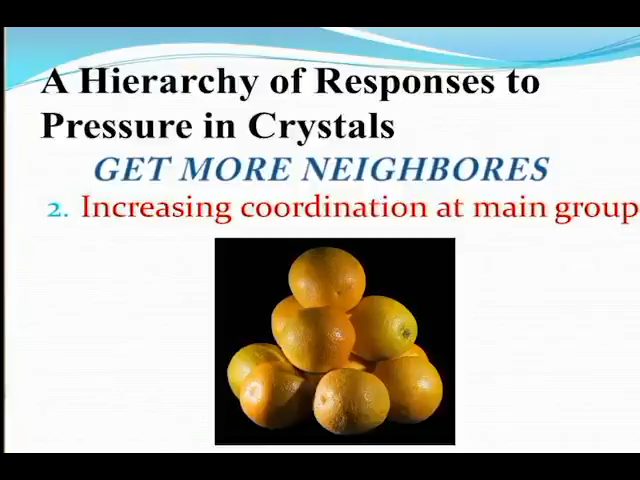 A Hierarchy of Responses to
Pressure in Crystals
GET MORE NEIGHBORES
2. Increasing coordination at main group